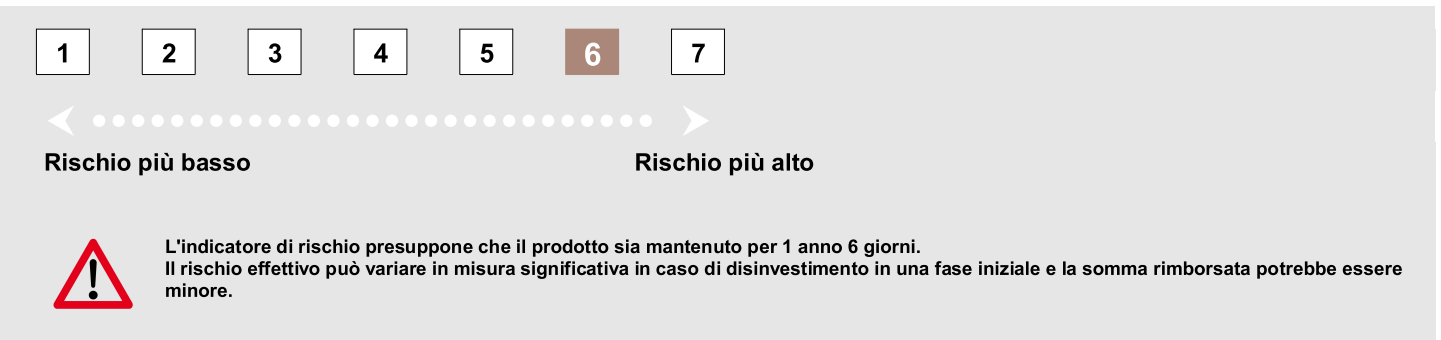 1 2 3 4 5 6 7
Rischio più basso Rischio più alto
L'indicatore di rischio presuppone che il prodotto sia mantenuto per 1 anno 6 giorni.
Il rischio effettivo può variare in misura significativa in caso di disinvestimento in una fase iniziale e la somma rimborsata potrebbe essere
minore.